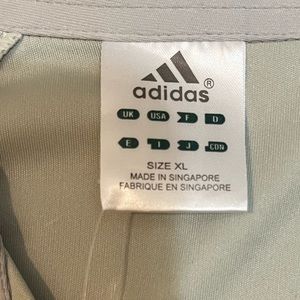 adidas®
UK USA F D
E I J CDN
SIZE XL
MADE IN SINGAPORE
FABRIQUE EN SINGAPORE